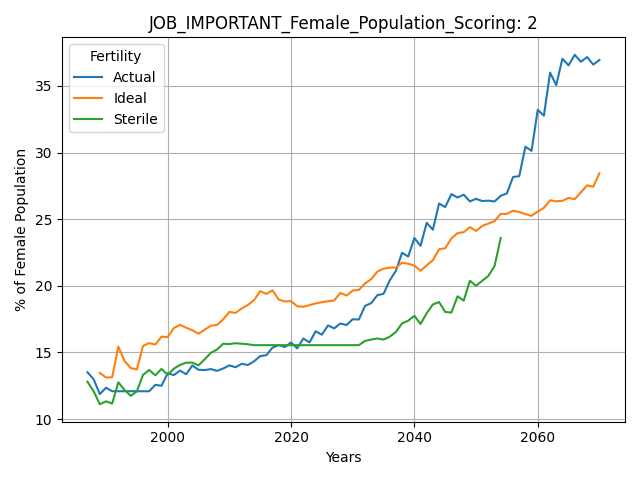 JOB_IMPORTANT_Female_Population_Scoring: 2
Fertility
Actual
Ideal
Sterile
% of Female Population
35
30
25
20
15
10
2000 2020 2040 2060
Years